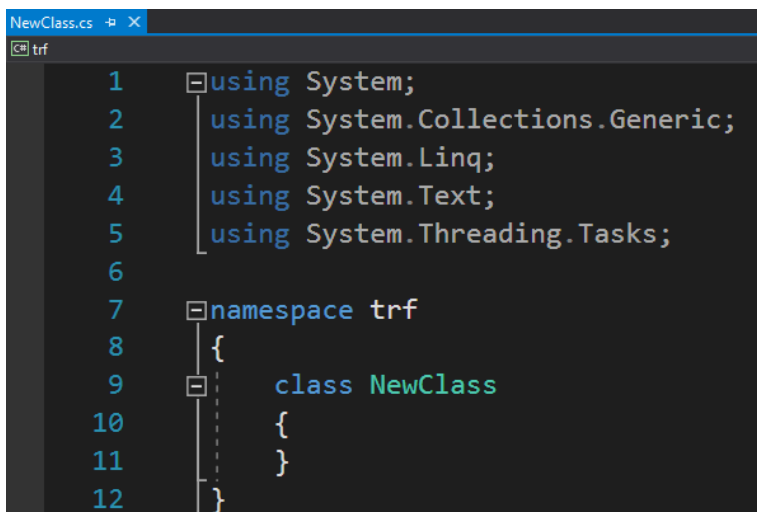 NewClass.cs
C# trf
1 using System;
2 using System.Collections.Generic;
3 using System.Linq;
4 using System.Text;
5 using System.Threading.Tasks;
6
7 namespace trf
8 {
9 class NewClass
10 {
11 }
12 }